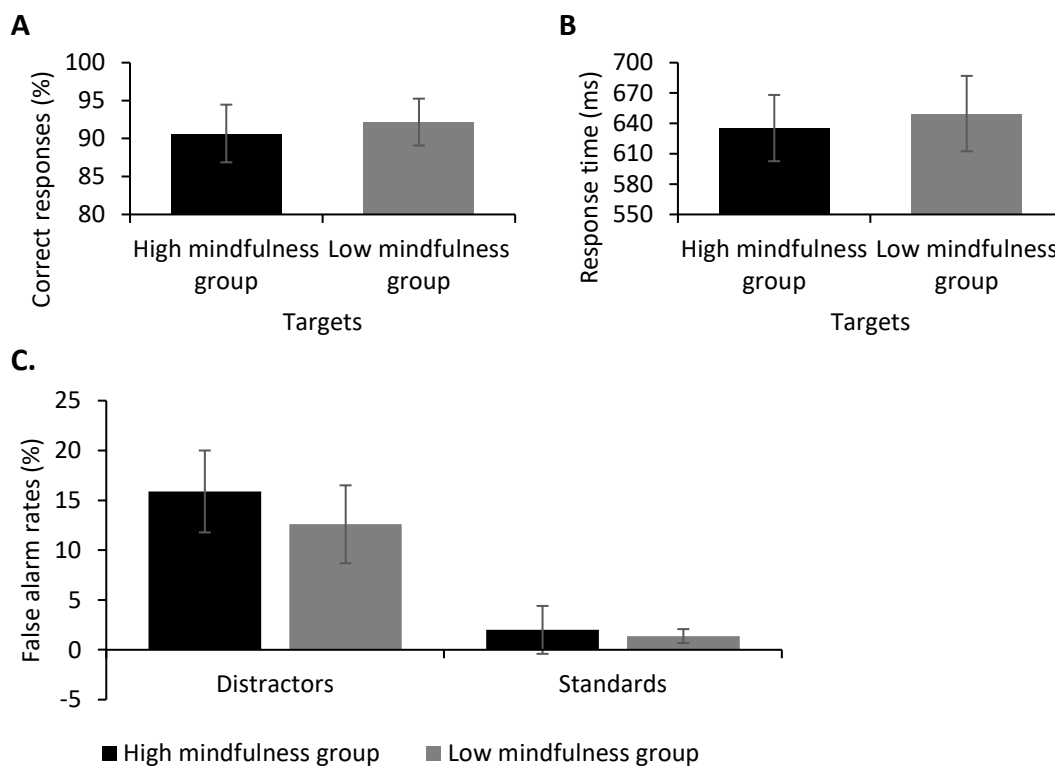 A
Correct responses (%)
100
95
90
85
80
High mindfulness Low mindfulness
group group
Targets
B
Response time (ms)
700
670
640
610
580
550
High mindfulness Low mindfulness
group group
Targets
C.
False alarm rates (%)
25
20
15
10
5
0
-5
Distractors Standards
High mindfulness group Low mindfulness group